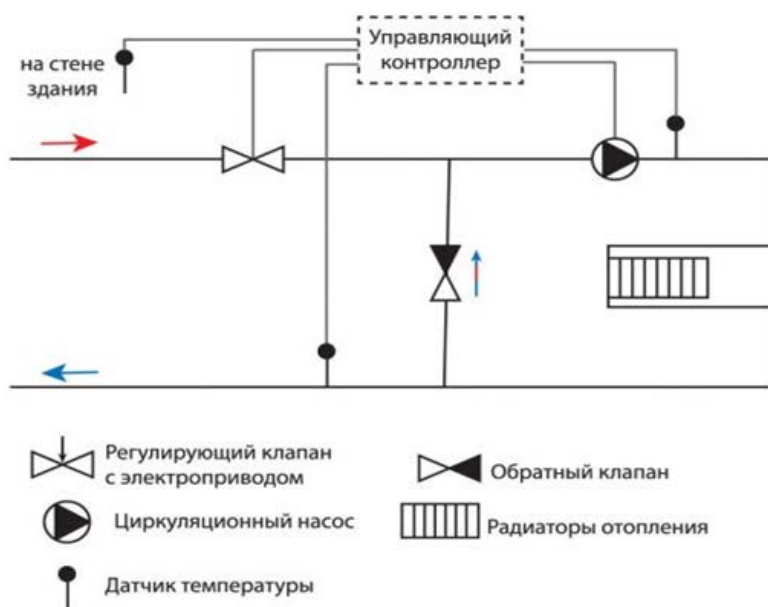 Управляющий
контроллер
на стене
здания
Регулирующий клапан
с электроприводом
Обратный клапан
Циркуляционный насос
Радиаторы отопления
Датчик температуры